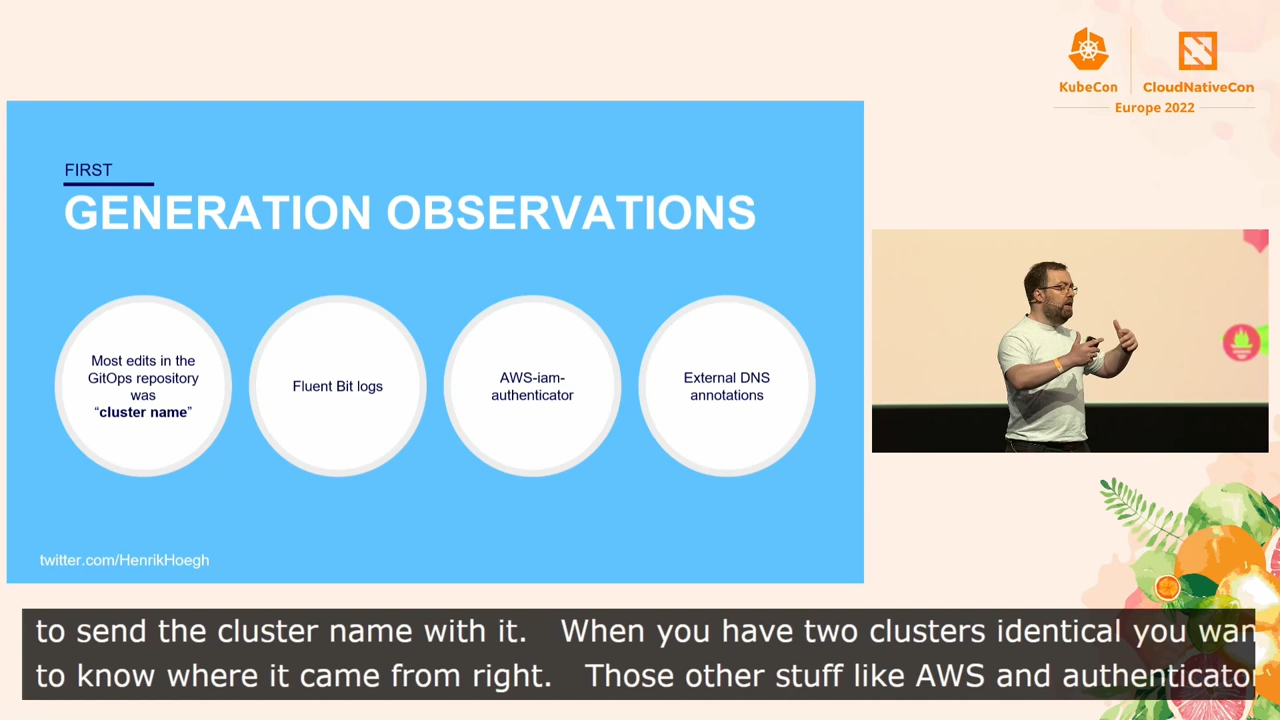 KubeCon
CloudNativeCon
Europe 2022
FIRST
GENERATION OBSERVATIONS
Most edits in the
GitOps repository
was
“cluster name”
Fluent Bit logs
AWS-iam-
authenticator
External DNS
annotations
twitter.com/HenrikHoegh
to send the cluster name with it. When you have two clusters identical you wan
to know where it came from right. Those other stuff like AWS and authenticator